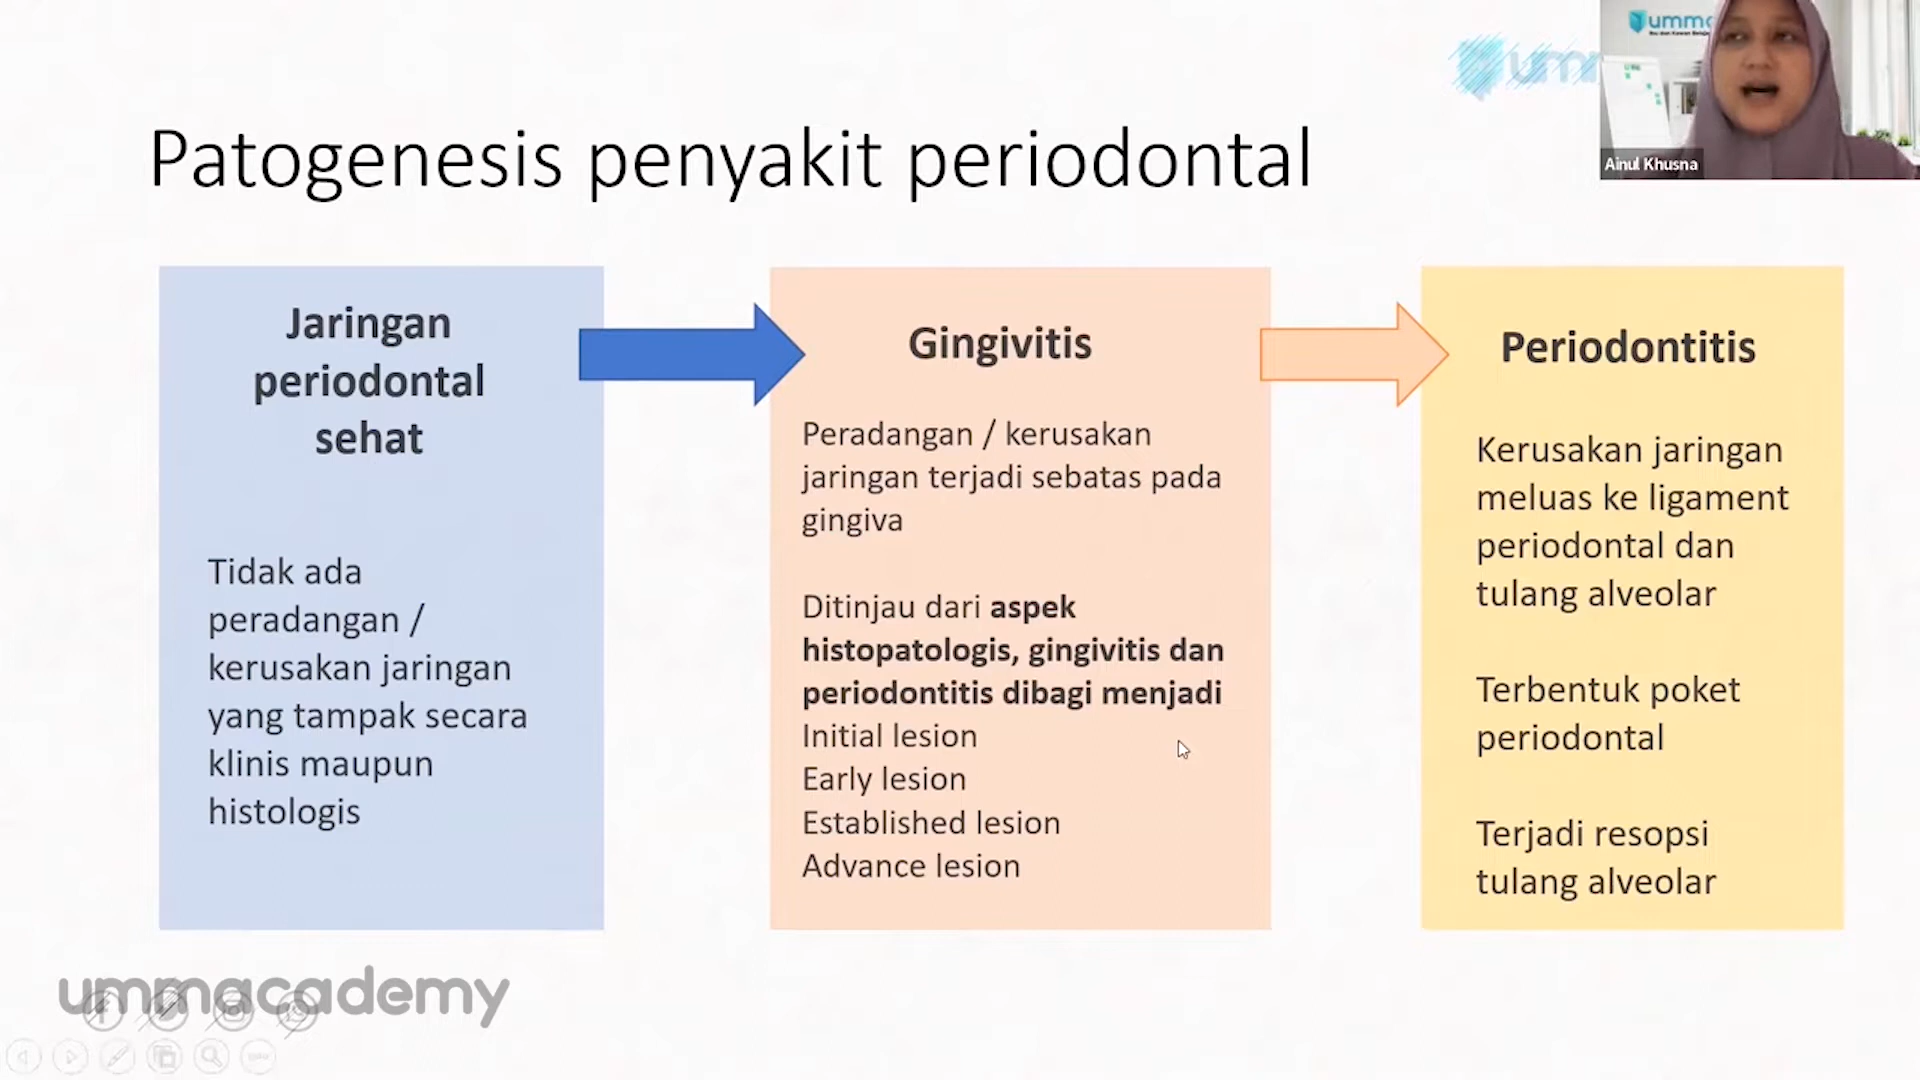 umma
Ainul Khusna
Patogenesis penyakit periodontal
Jaringan
periodontal
sehat
Tidak ada
peradangan /
kerusakan jaringan
yang tampak secara
klinis maupun
histologis
Gingivitis
Peradangan / kerusakan
jaringan terjadi sebatas pada
gingiva
Ditinjau dari aspek
histopatologis, gingivitis dan
periodontitis dibagi menjadi
Initial lesion
Early lesion
Established lesion
Advance lesion
Periodontitis
Kerusakan jaringan
meluas ke ligament
periodontal dan
tulang alveolar
Terbentuk poket
periodontal
Terjadi resopsi
tulang alveolar
ummacademy